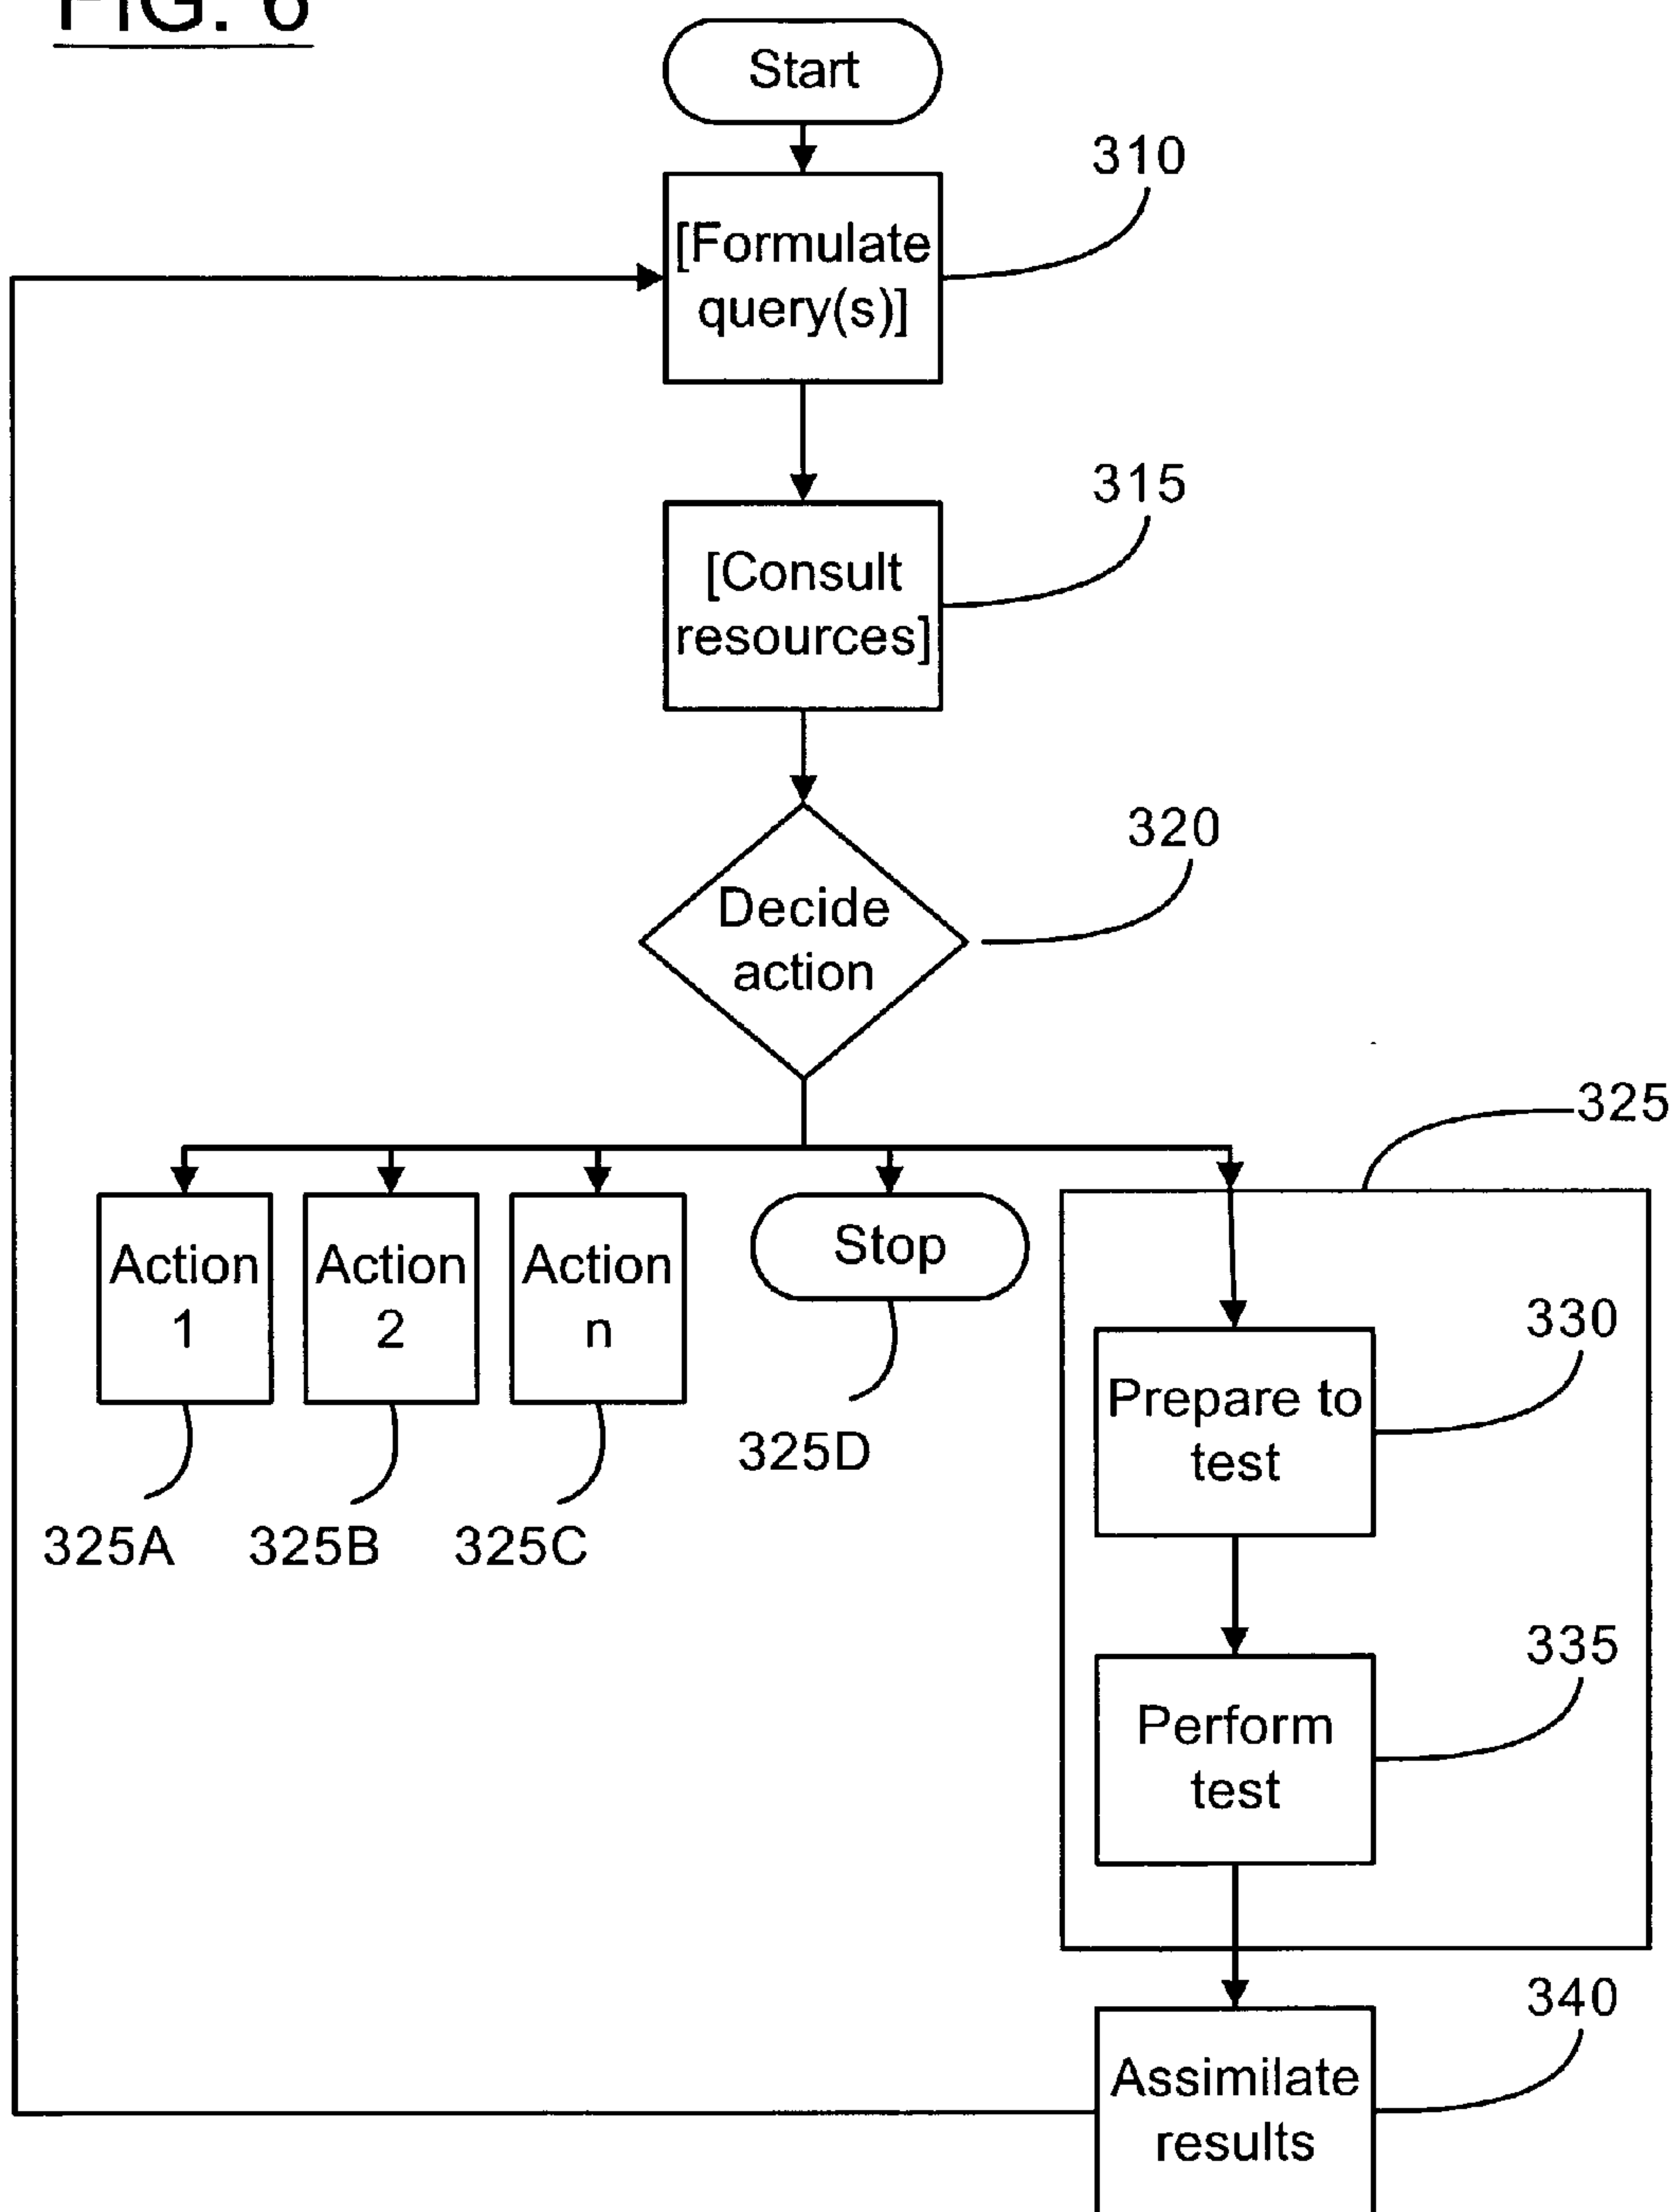 FIG. 6
Start
310
[Formulate
query(s)]
315
[Consult
resources]
320
Decide
action
325
Action
1
Action
2
Action
n
Stop
325A
325B
325C
325D
330
Prepare to
test
335
Perform
test
340
Assimilate
results